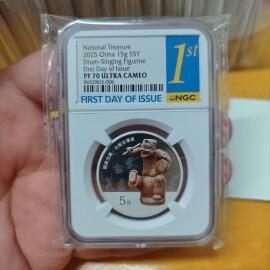 National Treasure
2025 China 15g S5Y
Drum-Singing Figurine
First Day of Issue
PF 70 ULTRA CAMEO
1st
FIRST DAY OF ISSUE
NGC
5元